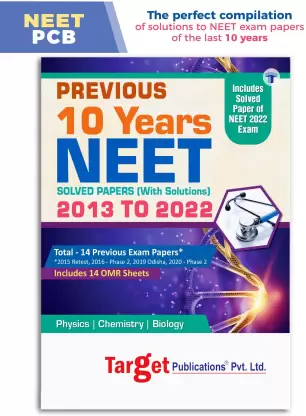 NEET
PCB
The perfect compilation
of solutions to NEET exam papers
of the last 10 years
PREVIOUS
10 Years
NEET
SOLVED PAPERS (With Solutions)
2013 TO 2022
Includes
Solved
Paper of
NEET 2022
Exam
Total - 14 Previous Exam Papers*
*2015 Retest, 2016 - Phase 2, 2019 Odisha, 2020 - Phase 2
Includes 14 OMR Sheets
Physics | Chemistry | Biology
Target Publications® Pvt. Ltd.